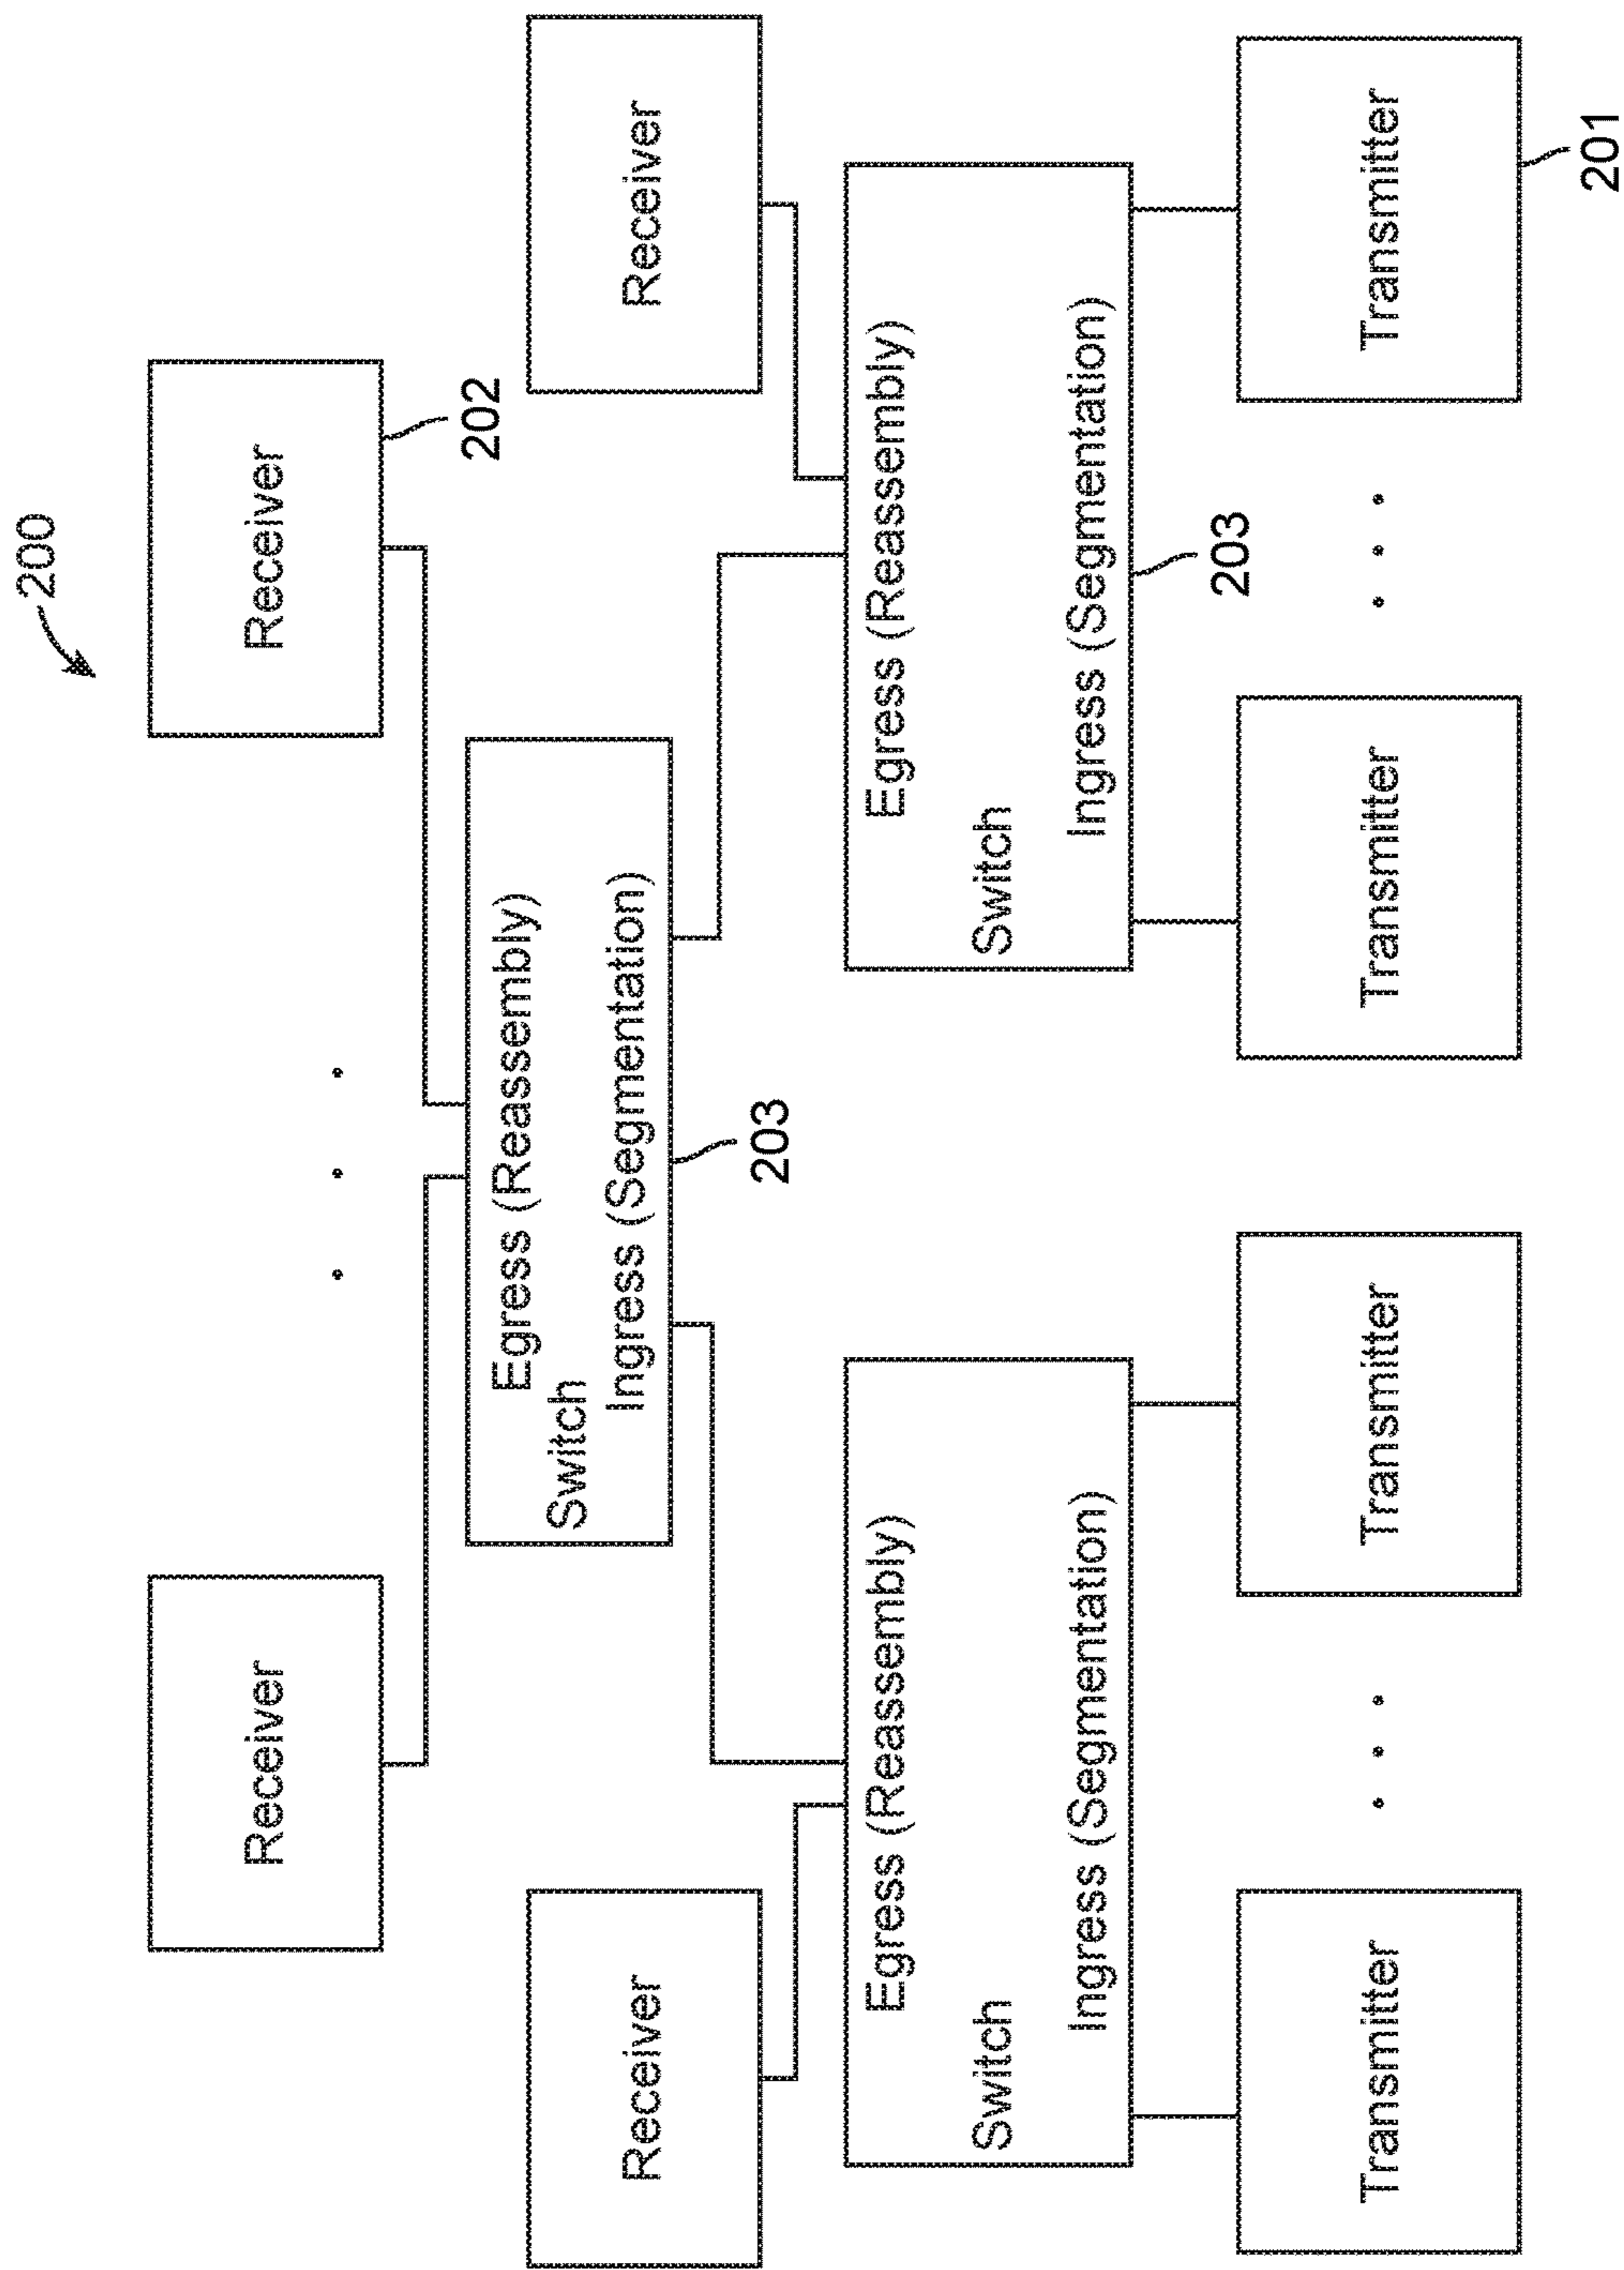 200
Receiver
Receiver
202
Egress (Reassembly)
Switch
Ingress (Segmentation)
203
Receiver
Receiver
Egress (Reassembly)
Switch
Ingress (Segmentation)
Egress (Reassembly)
Switch
Ingress (Segmentation)
203
Transmitter
Transmitter
Transmitter
Transmitter
201